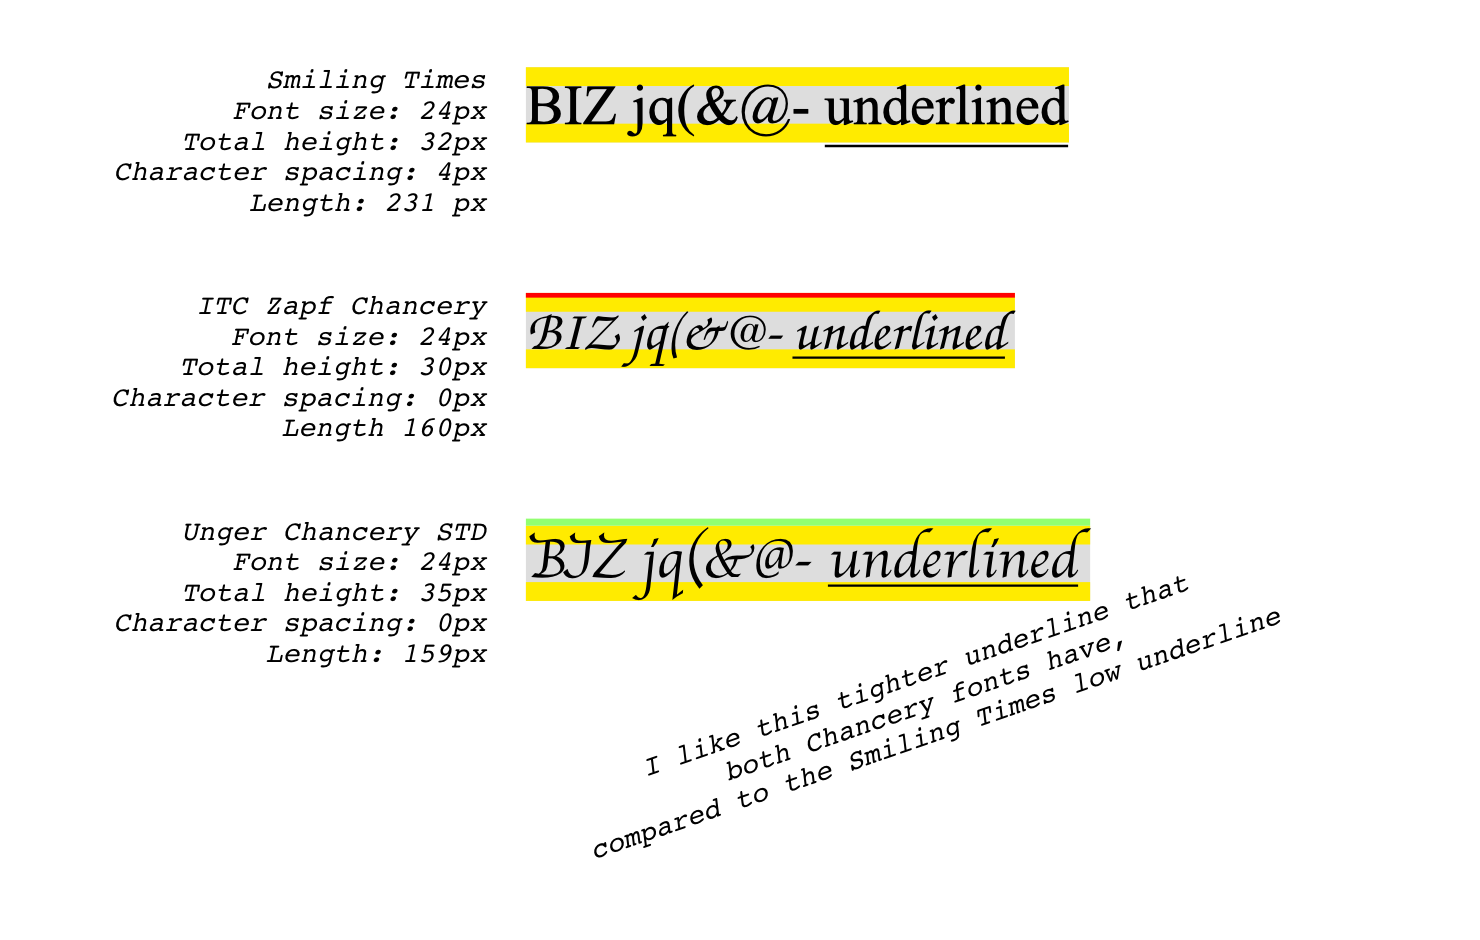 Smiling Times
Font size: 24px
Total height: 32px
Character spacing: 4px
Length: 231 px
BIZ jq(&@- underlined
ITC Zapf Chancery
Font size: 24px
Total height: 30px
Character spacing: 0px
Length 160px
BIZ jq(&@- underlined
Unger Chancery STD
Font size: 24px
Total height: 35px
Character spacing: 0px
Length: 159px
BIZ jq(&@- underlined
I like this tighter underline that
both Chancery fonts have,
compared to the Smiling Times low underline